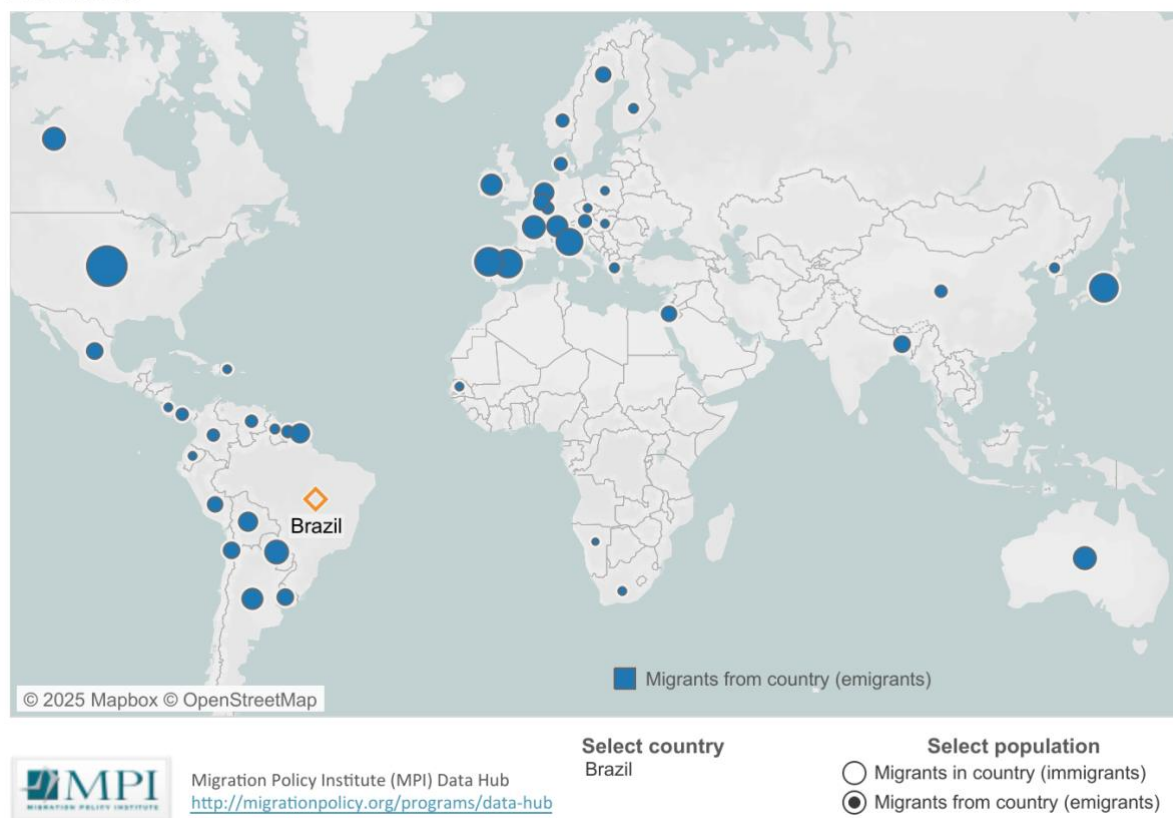 Brazil
Migrants from country (emigrants)
© 2025 Mapbox © OpenStreetMap
MPI
MIGRATION POLICY INSTITUTE
Migration Policy Institute (MPI) Data Hub
http://migrationpolicy.org/programs/data-hub
Select country
Brazil
Select population
Migrants in country (immigrants)
Migrants from country (emigrants)